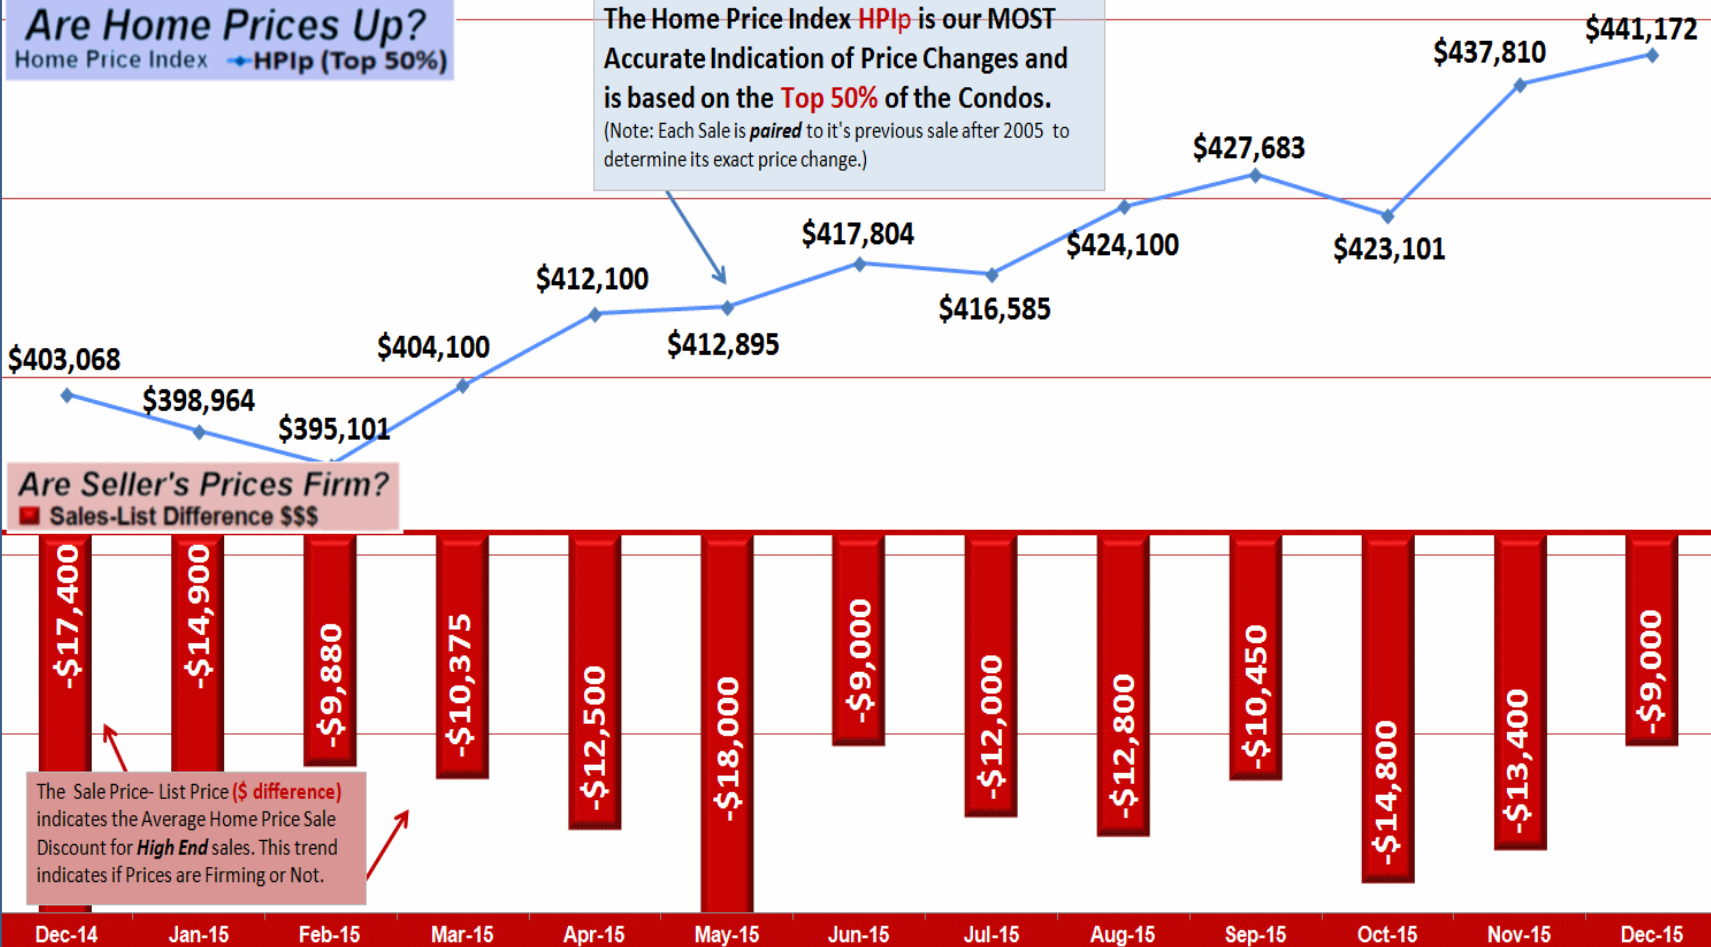 Are Home Prices Up?
Home Price Index HPIp (Top 50%)
The Home Price Index HPIp is our MOST
Accurate Indication of Price Changes and
is based on the Top 50% of the Condos.
(Note: Each Sale is paired to it's previous sale after 2005 to
determine its exact price change.)
$403,068
$398,964
$395,101
$404,100
$412,100
$412,895
$417,804
$416,585
$424,100
$427,683
$423,101
$437,810
$441,172
Are Seller's Prices Firm?
Sales-List Difference $$$
-$17,400
-$14,900
-$9,880
-$10,375
-$12,500
-$18,000
-$9,000
-$12,000
-$12,800
-$10,450
-$14,800
-$13,400
-$9,000
The Sale Price- List Price ($ difference)
indicates the Average Home Price Sale
Discount for High End sales. This trend
indicates if Prices are Firming or Not.
Dec-14 Jan-15 Feb-15 Mar-15 Apr-15 May-15 Jun-15 Jul-15 Aug-15 Sep-15 Oct-15 Nov-15 Dec-15